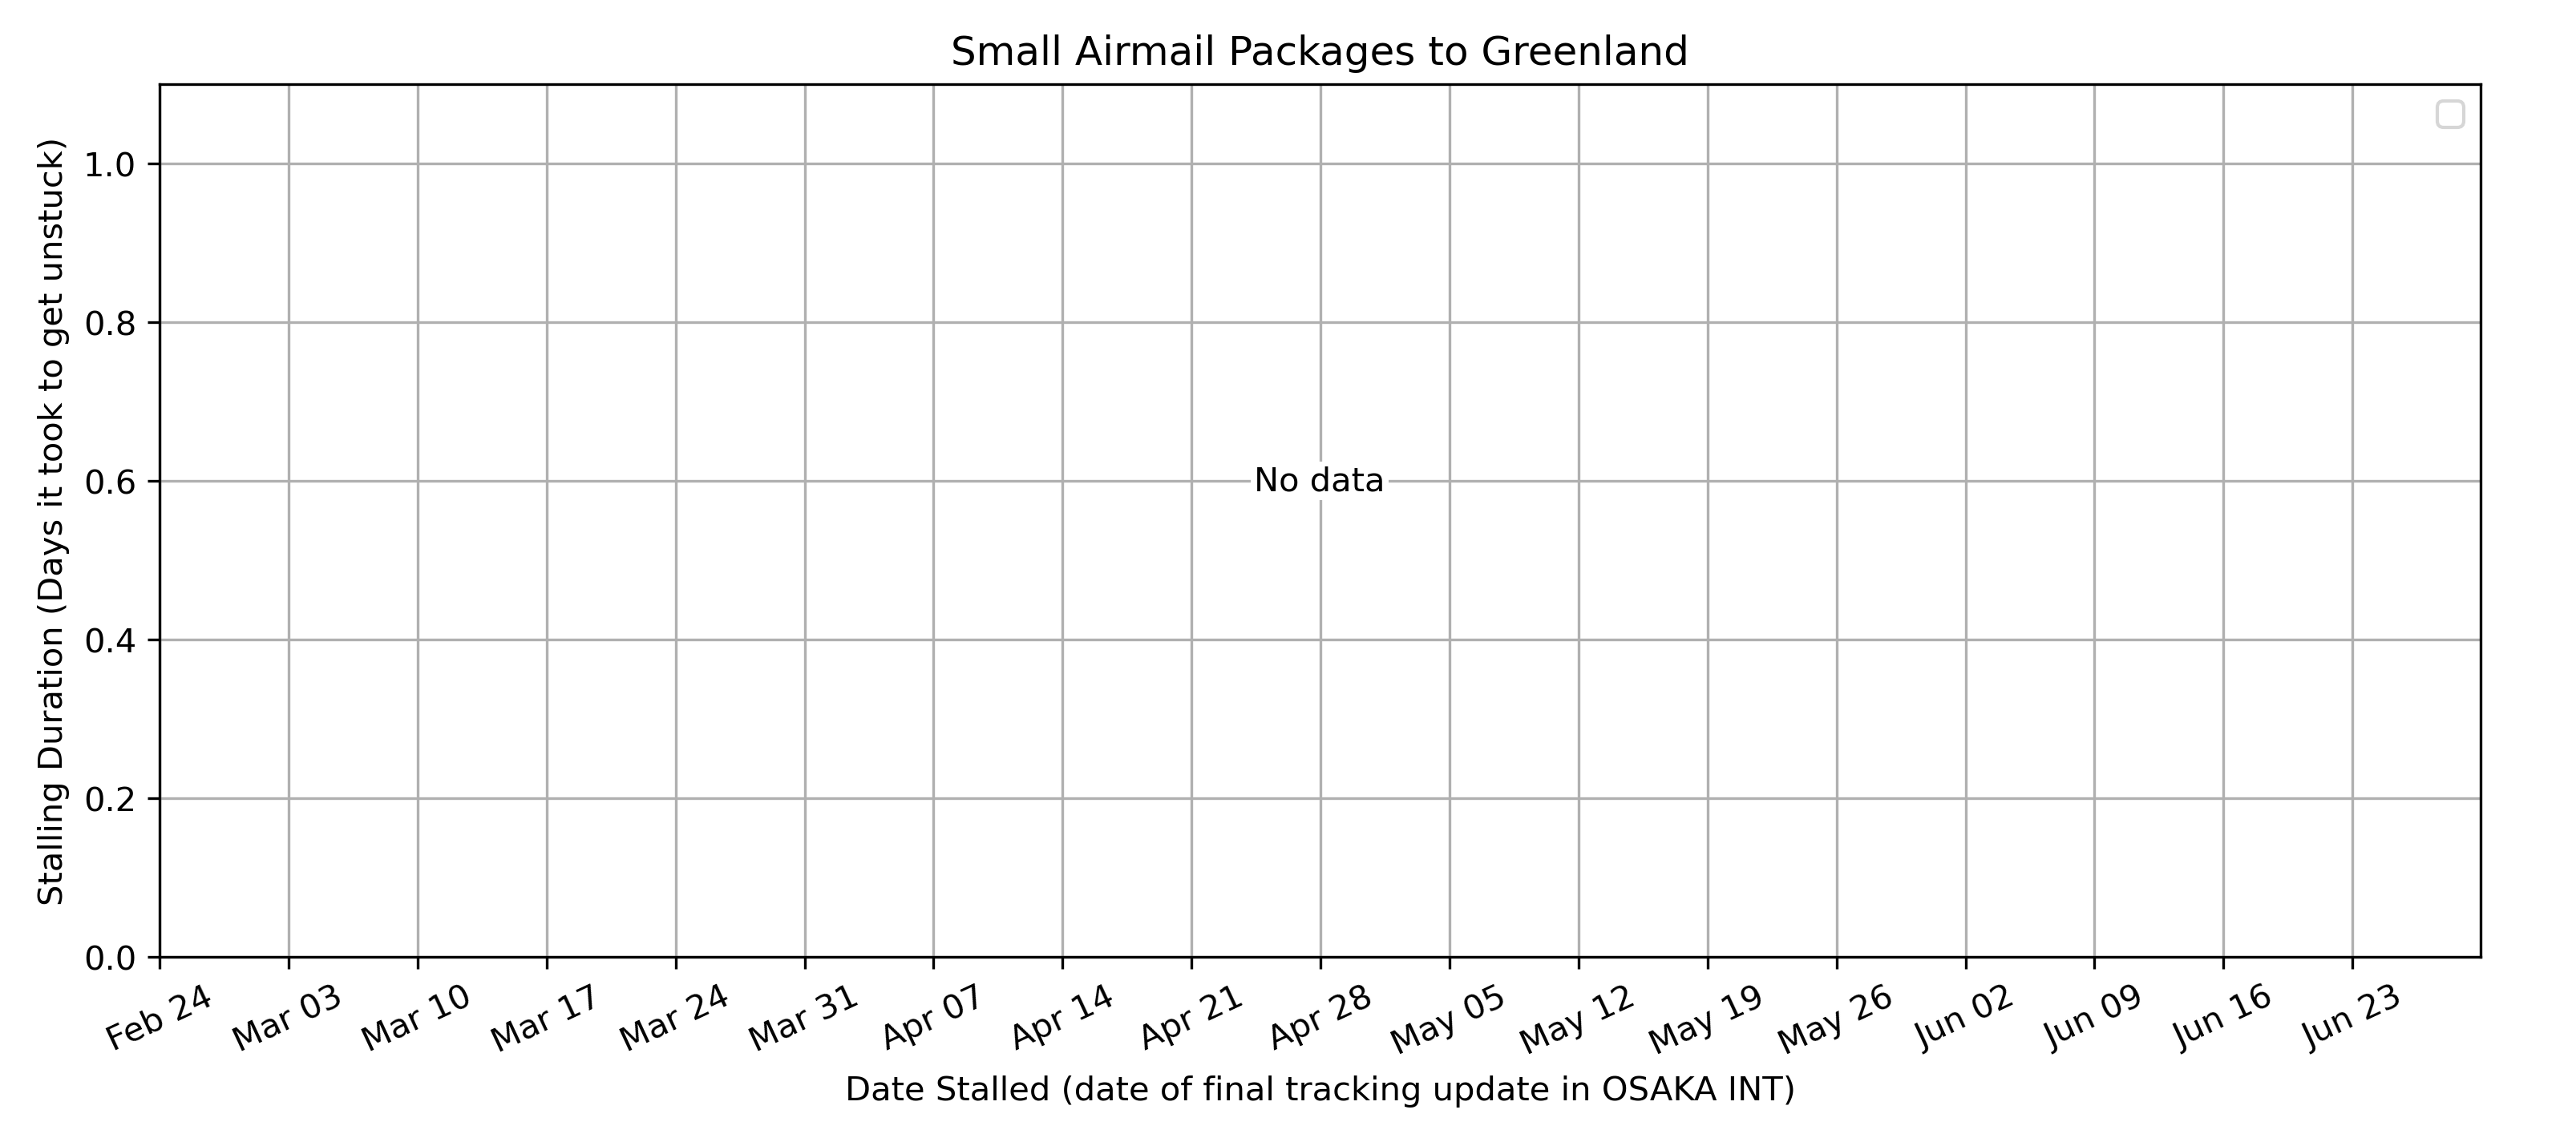 Small Airmail Packages to Greenland
Stalling Duration (Days it took to get unstuck)
1.0
0.8
0.6
0.4
0.2
0.0
No data
Feb 24
Mar 03
Mar 10
Mar 17
Mar 24
Mar 31
Apr 07
Apr 14
Apr 21
Apr 28
May 05
May 12
May 19
May 26
Jun 02
Jun 09
Jun 16
Jun 23
Date Stalled (date of final tracking update in OSAKA INT)